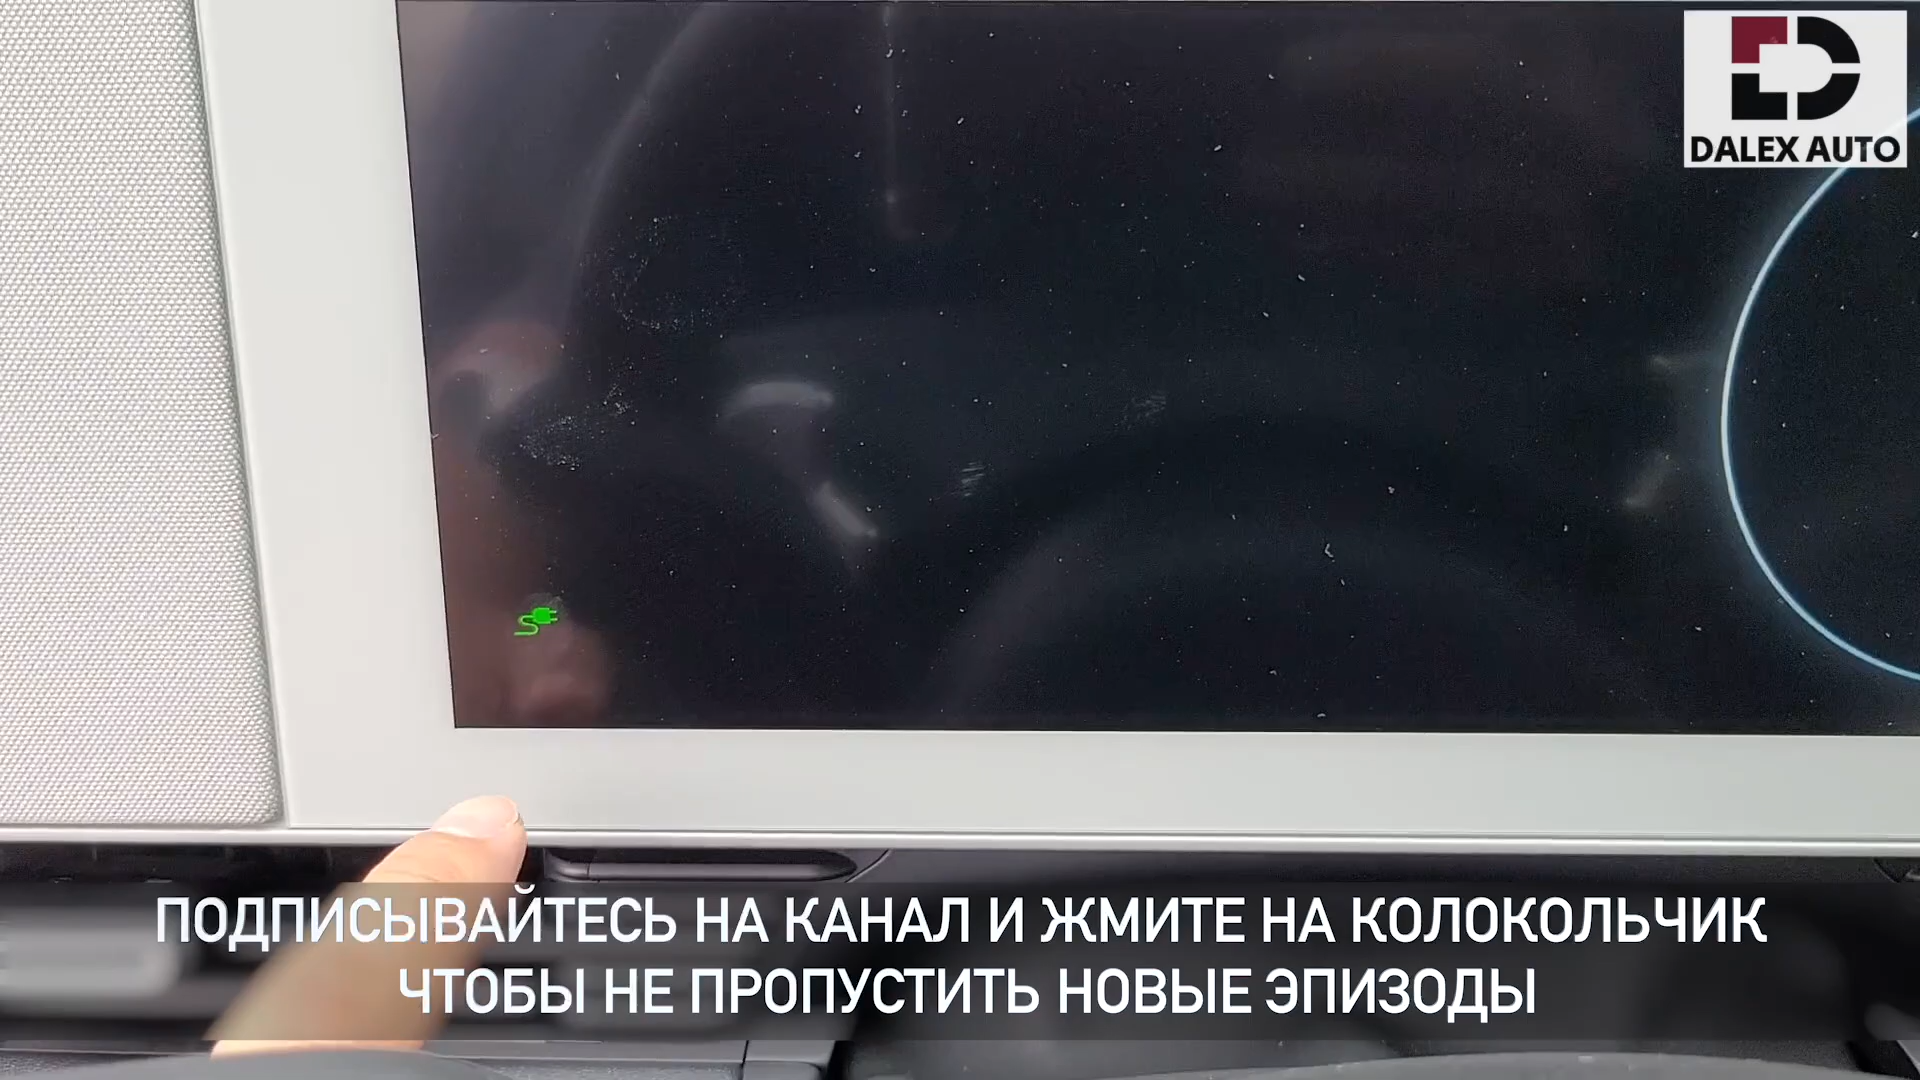 DALEX AUTO
ПОДПИСЫВАЙТЕСЬ НА КАНАЛ И ЖМИТЕ НА КОЛОКОЛЬЧИК
ЧТОБЫ НЕ ПРОПУСТИТЬ НОВЫЕ ЭПИЗОДЫ